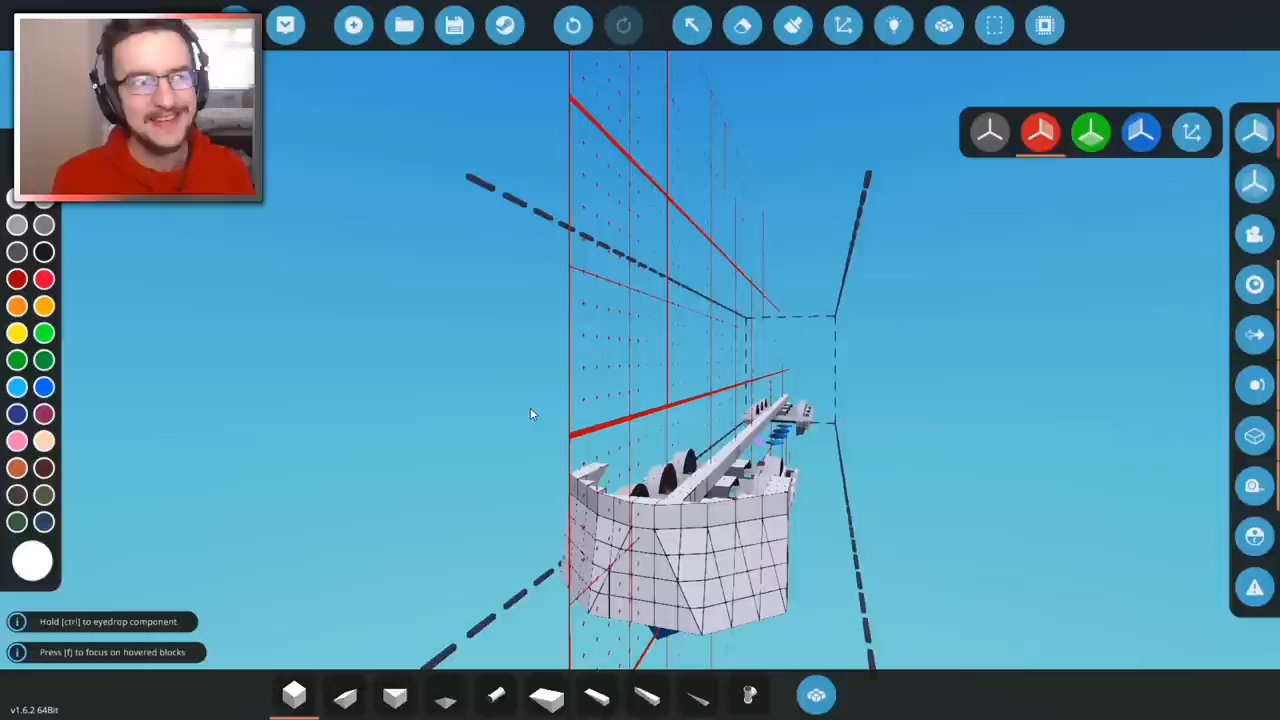 Hold [ctrl] to eyedrop component
Press [f] to focus on hovered blocks
v1.6.2 64Bit